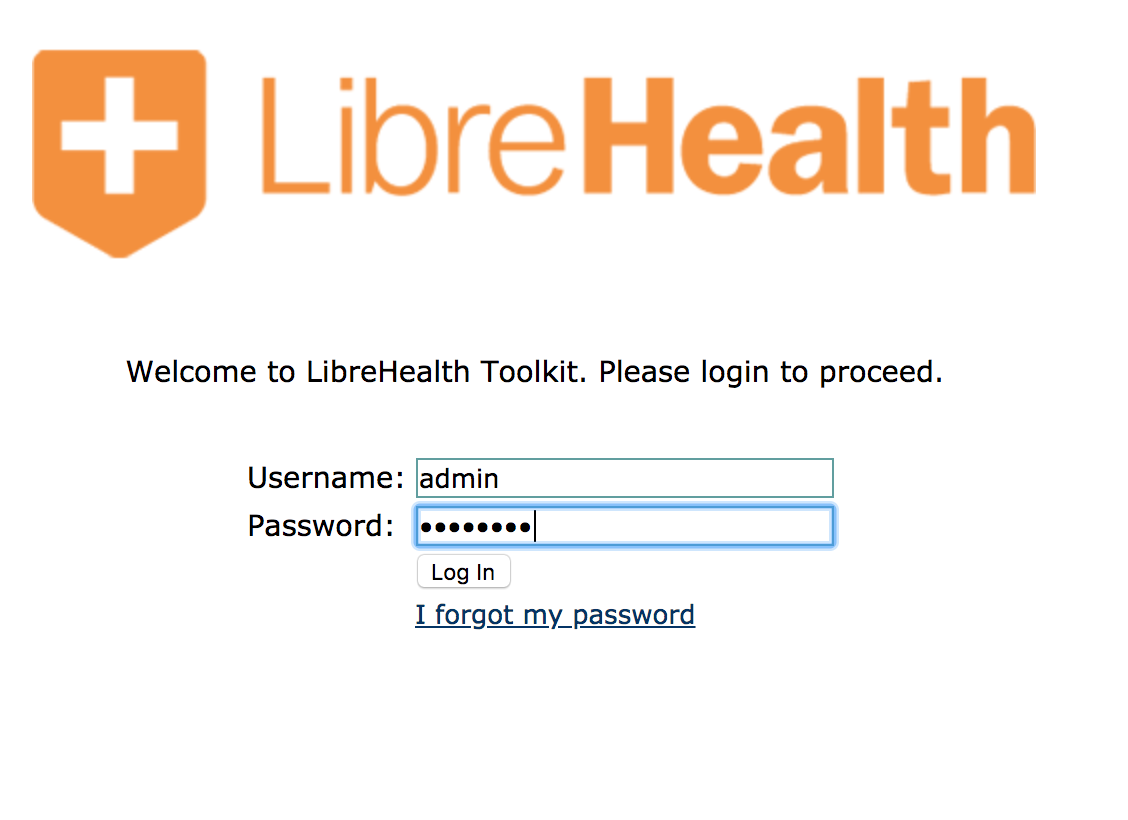 LibreHealth
Welcome to LibreHealth Toolkit. Please login to proceed.
Username: admin
Password: ••••••••
Log In
I forgot my password